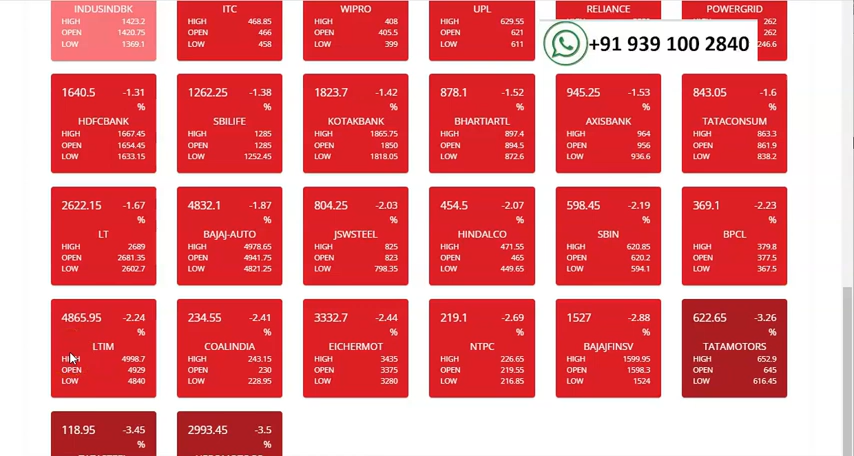 INDUSINDBK ITC WIPRO UPL RELIANCE POWERGRID
HIGH 1423.2 HIGH 468.85 HIGH 408 HIGH 629.55 262
OPEN 1420.75 OPEN 466 OPEN 405.5 OPEN 621 262
LOW 1369.1 LOW 458 LOW 399 LOW 611 246.6
+91 939 100 2840
1640.5 -1.31 1262.25 -1.38 1823.7 -1.42 878.1 -1.52 945.25 -1.53 843.05 -1.6
% % % % % %
HDFCBANK SBILIFE KOTAKBANK BHARTIARTL AXISBANK TATACONSUM
HIGH 1667.45 HIGH 1285 HIGH 1865.75 HIGH 897.4 HIGH 964 HIGH 863.3
OPEN 1654.45 OPEN 1285 OPEN 1850 OPEN 894.5 OPEN 956 OPEN 861.9
LOW 1633.15 LOW 1252.45 LOW 1818.05 LOW 872.6 LOW 936.6 LOW 838.2
2622.15 -1.67 4832.1 -1.87 804.25 -2.03 454.5 -2.07 598.45 -2.19 369.1 -2.23
% % % % % %
LT BAJAJ-AUTO JSWSTEEL HINDALCO SBIN BPCL
HIGH 2689 HIGH 4978.65 HIGH 825 HIGH 471.55 HIGH 620.85 HIGH 379.8
OPEN 2681.35 OPEN 4941.75 OPEN 823 OPEN 465 OPEN 620.2 OPEN 377.5
LOW 2602.7 LOW 4821.25 LOW 798.35 LOW 449.65 LOW 594.1 LOW 367.5
4865.95 -2.24 234.55 -2.41 3332.7 -2.44 219.1 -2.69 1527 -2.88 622.65 -3.26
% % % % % %
LTIM COALINDIA EICHERMOT NTPC BAJAJFINSV TATAMOTORS
HIGH 4998.7 HIGH 243.15 HIGH 3435 HIGH 226.65 HIGH 1599.95 HIGH 652.9
OPEN 4929 OPEN 230 OPEN 3375 OPEN 219.55 OPEN 1598.3 OPEN 645
LOW 4840 LOW 228.95 LOW 3280 LOW 216.85 LOW 1524 LOW 616.45
118.95 -3.45 2993.45 -3.5
% %